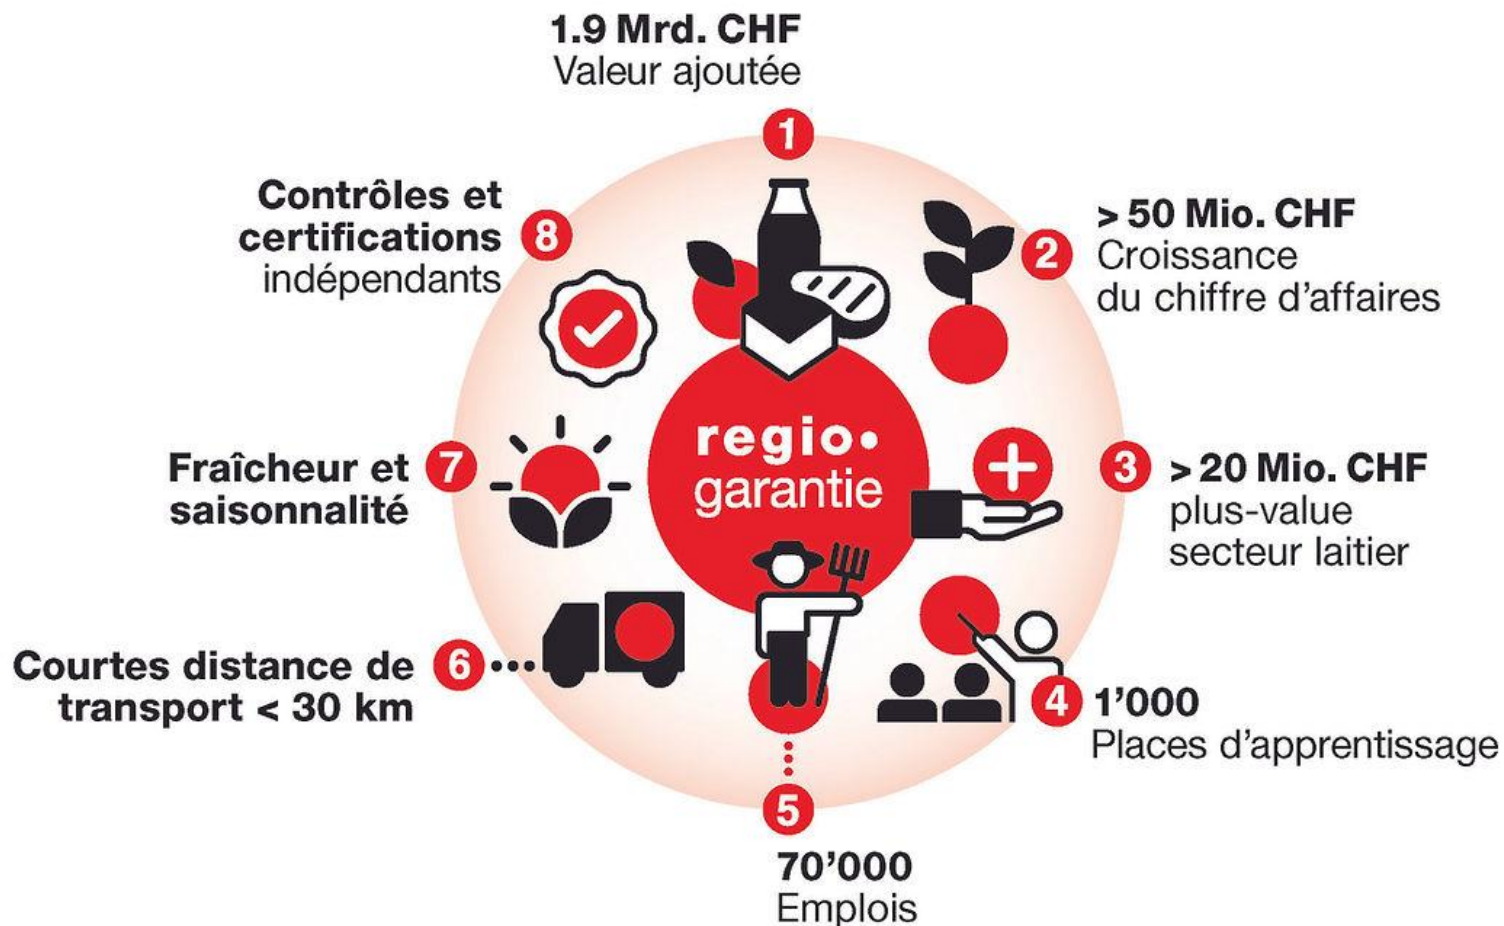 1.9 Mrd. CHF
Valeur ajoutée
1
2
> 50 Mio. CHF
Croissance
du chiffre d’affaires
3
> 20 Mio. CHF
plus-value
secteur laitier
4
1’000
Places d’apprentissage
5
70’000
Emplois
6
Courtes distance de
transport < 30 km
7
Fraîcheur et
saisonnalité
8
Contrôles et
certifications
indépendants
regio•
garantie